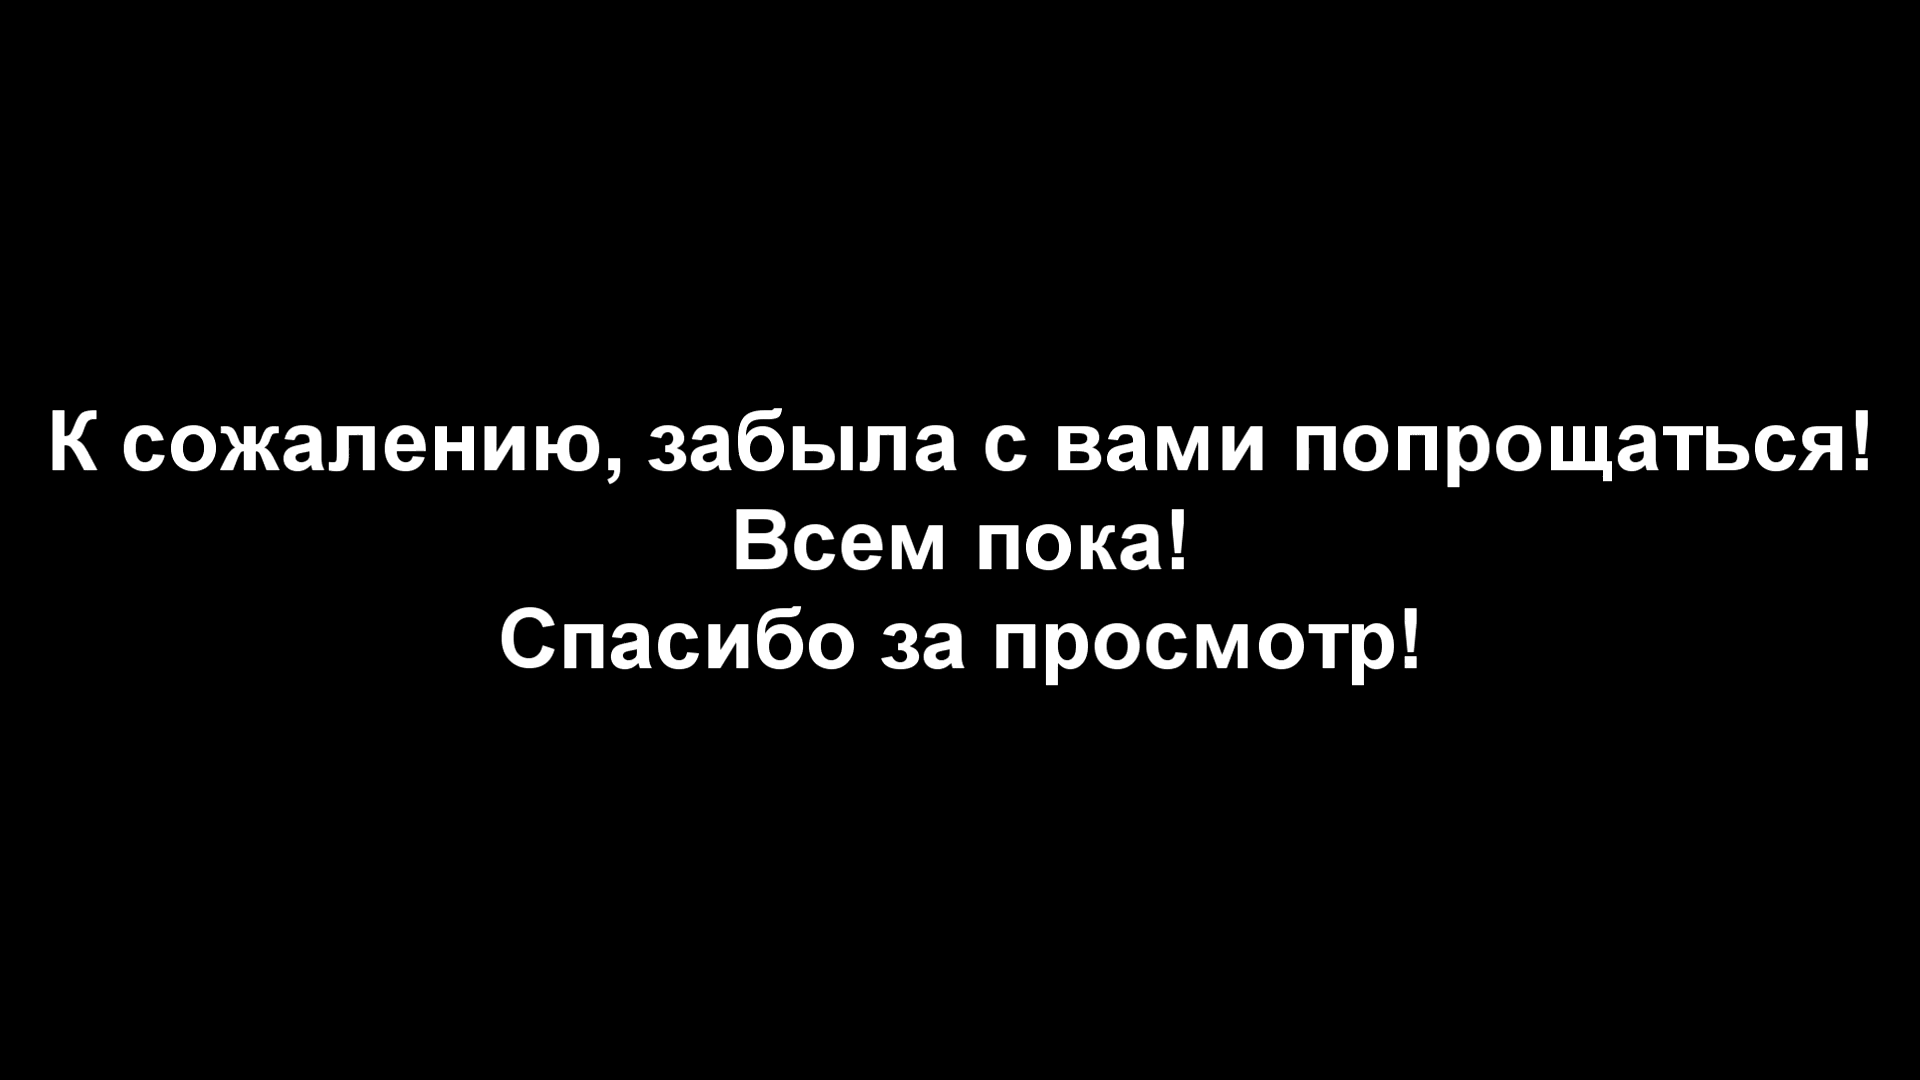 К сожалению, забыла с вами попрощаться!
Всем пока!
Спасибо за просмотр!